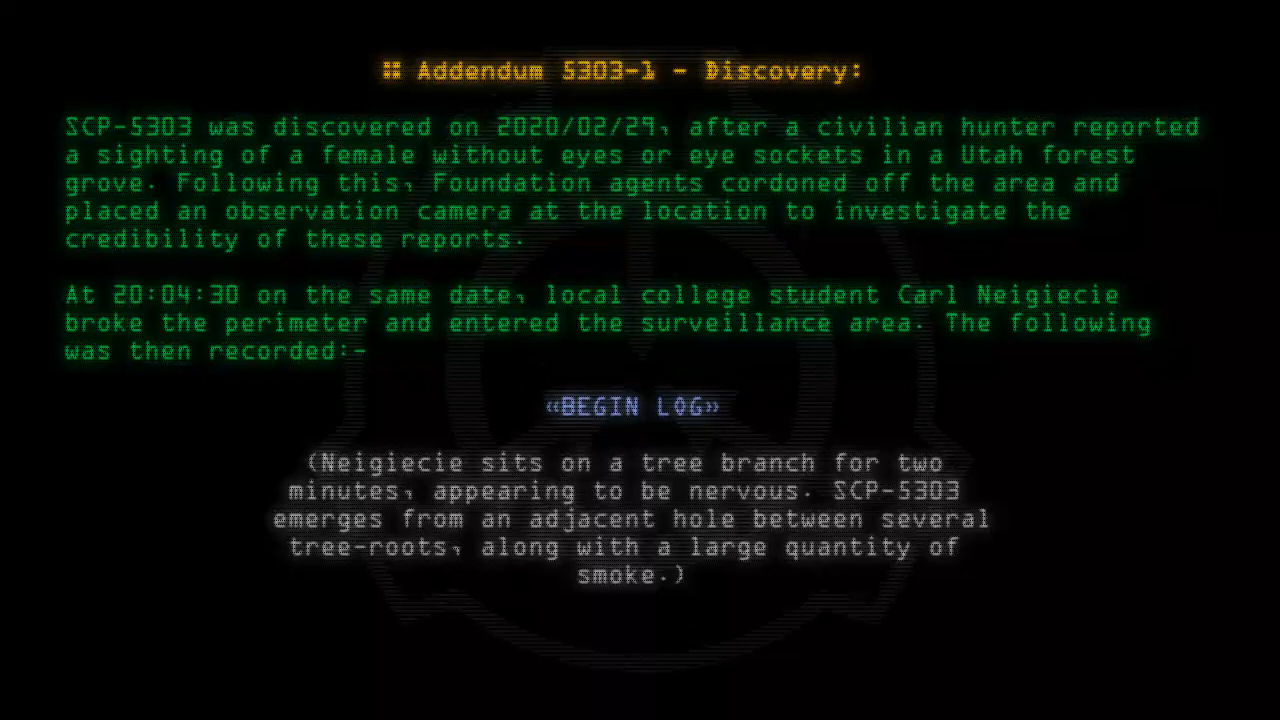 ⠿ Addendum 5303-1 - Discovery:
SCP-5303 was discovered on 2020/02/29, after a civilian hunter reported
a sighting of a female without eyes or eye sockets in a Utah forest
grove. Following this, Foundation agents cordoned off the area and
placed an observation camera at the location to investigate the
credibility of these reports.
At 20:04:30 on the same date, local college student Carl Neigiecie
broke the perimeter and entered the surveillance area. The following
was then recorded:-
«BEGIN LOG»
(Neigiecie sits on a tree branch for two
minutes, appearing to be nervous. SCP-5303
emerges from an adjacent hole between several
tree-roots, along with a large quantity of
smoke.)